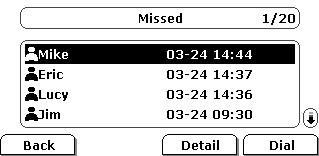 Missed 1/20
Mike 03-24 14:44
Eric 03-24 14:37
Lucy 03-24 14:36
Jim 03-24 09:30
Back Detail Dial